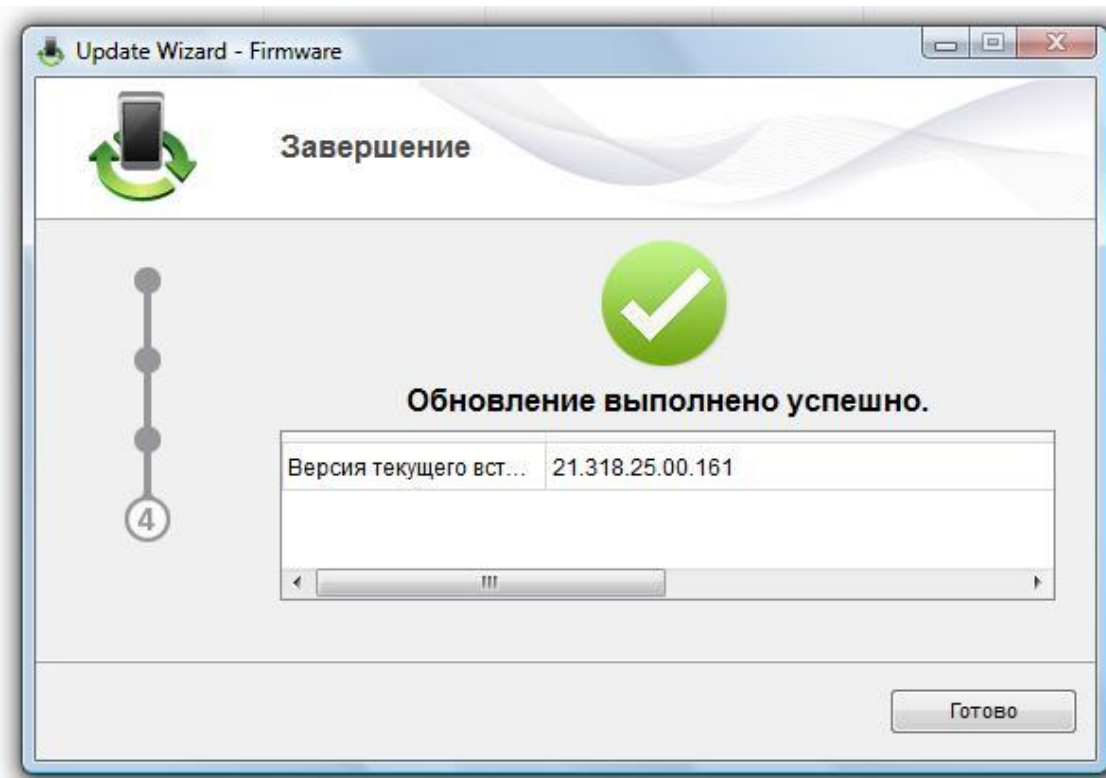 Update Wizard - Firmware
Завершение
Обновление выполнено успешно.
Версия текущего вст... 21.318.25.00.161
4
Готово